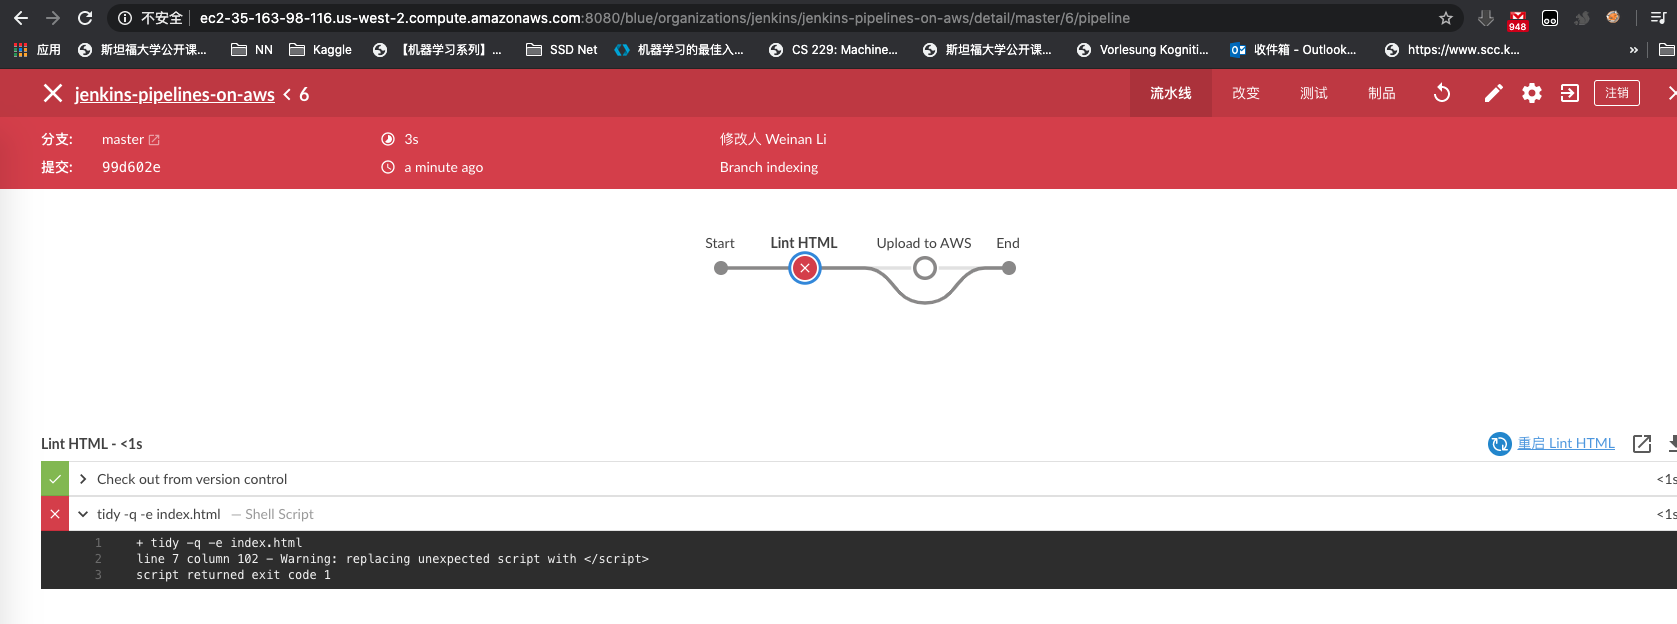 不安全 ec2-35-163-98-116.us-west-2.compute.amazonaws.com:8080/blue/organizations/jenkins/jenkins-pipelines-on-aws/detail/master/6/pipeline 948
应用 斯坦福大学公开课... NN Kaggle 【机器学习系列】... SSD Net 机器学习的最佳入... CS 229: Machine... 斯坦福大学公开课... Vorlesung Kogniti... 收件箱 - Outlook... https://www.scc.k... »
jenkins-pipelines-on-aws < 6 流水线 改变 测试 制品 注销
分支: master 3s 修改人 Weinan Li
提交: 99d602e a minute ago Branch indexing
Start Lint HTML Upload to AWS End
Lint HTML - <1s 重启 Lint HTML
Check out from version control <1s
tidy -q -e index.html — Shell Script <1s
1 + tidy -q -e index.html
2 line 7 column 102 - Warning: replacing unexpected script with </script>
3 script returned exit code 1